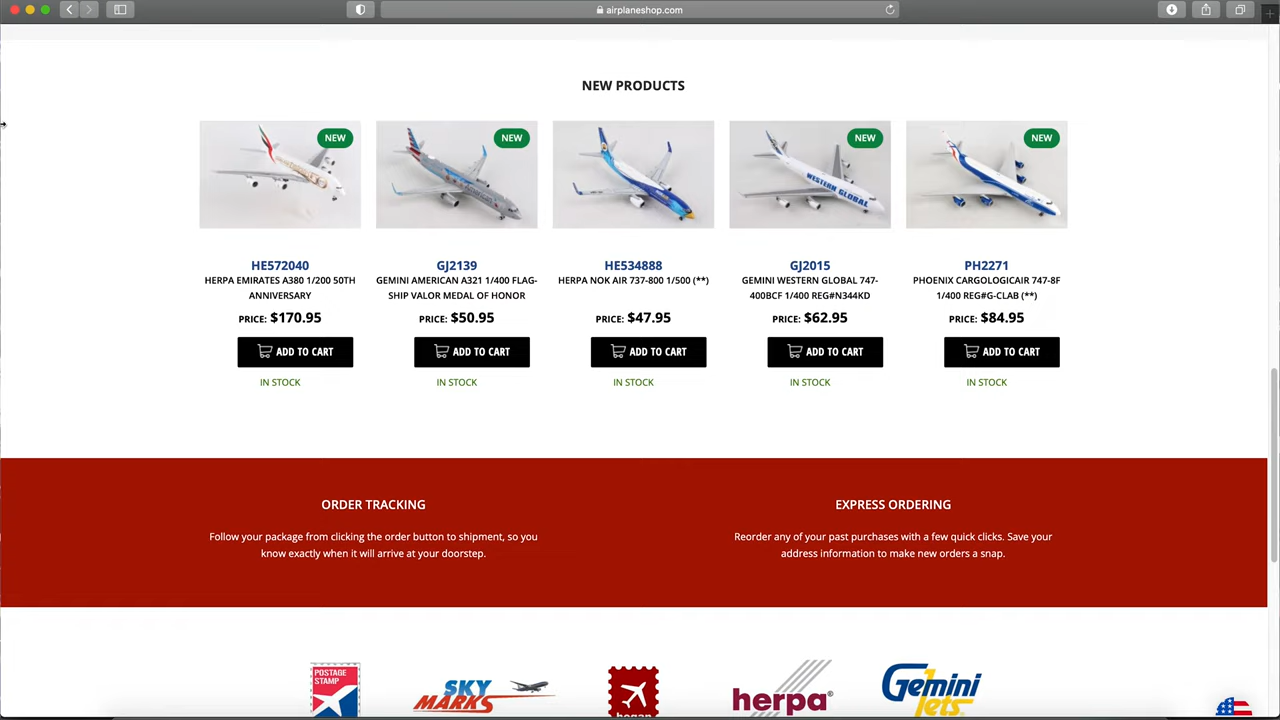 airplaneshop.com
NEW PRODUCTS
NEW
NEW
NEW
NEW
WESTERN GLOBAL
HE572040
HERPA EMIRATES A380 1/200 50TH
ANNIVERSARY
PRICE: $170.95
ADD TO CART
IN STOCK
GJ2139
GEMINI AMERICAN A321 1/400 FLAG-
SHIP VALOR MEDAL OF HONOR
PRICE: $50.95
ADD TO CART
IN STOCK
HE534888
HERPA NOK AIR 737-800 1/500 (**)
PRICE: $47.95
ADD TO CART
IN STOCK
GJ2015
GEMINI WESTERN GLOBAL 747-
400BCF 1/400 REG#N344KD
PRICE: $62.95
ADD TO CART
IN STOCK
PH2271
PHOENIX CARGOLOGICAIR 747-8F
1/400 REG#G-CLAB (**)
PRICE: $84.95
ADD TO CART
IN STOCK
ORDER TRACKING
Follow your package from clicking the order button to shipment, so you
know exactly when it will arrive at your doorstep.
EXPRESS ORDERING
Reorder any of your past purchases with a few quick clicks. Save your
address information to make new orders a snap.
POSTAGE
STAMP
SKY
MARKS
hogan
herpa®
Gemini
Jets